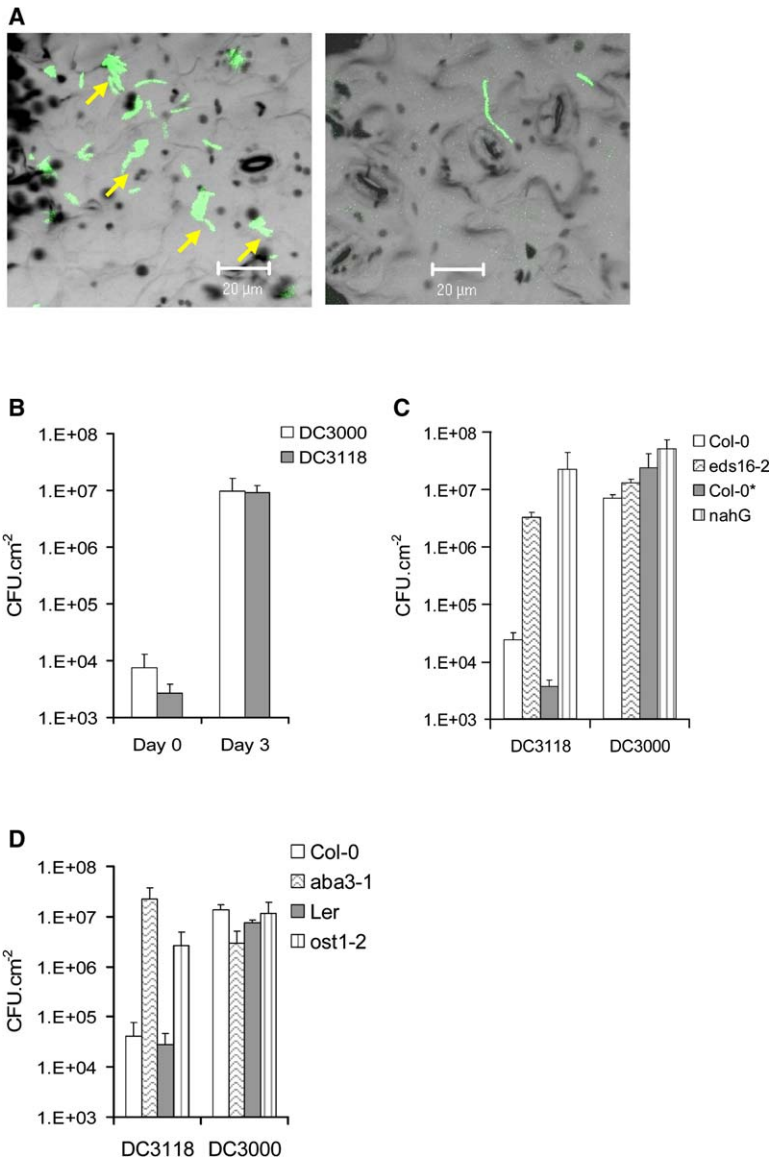 A
20 µm
20 µm
B
1.E+08
1.E+07
1.E+06
1.E+05
1.E+04
1.E+03
CFU.cm-2
Day 0
Day 3
DC3000
DC3118
C
1.E+08
1.E+07
1.E+06
1.E+05
1.E+04
1.E+03
CFU.cm-2
DC3118
DC3000
Col-0
eds16-2
Col-0*
nahG
D
1.E+08
1.E+07
1.E+06
1.E+05
1.E+04
1.E+03
CFU.cm-2
DC3118
DC3000
Col-0
aba3-1
Ler
ost1-2